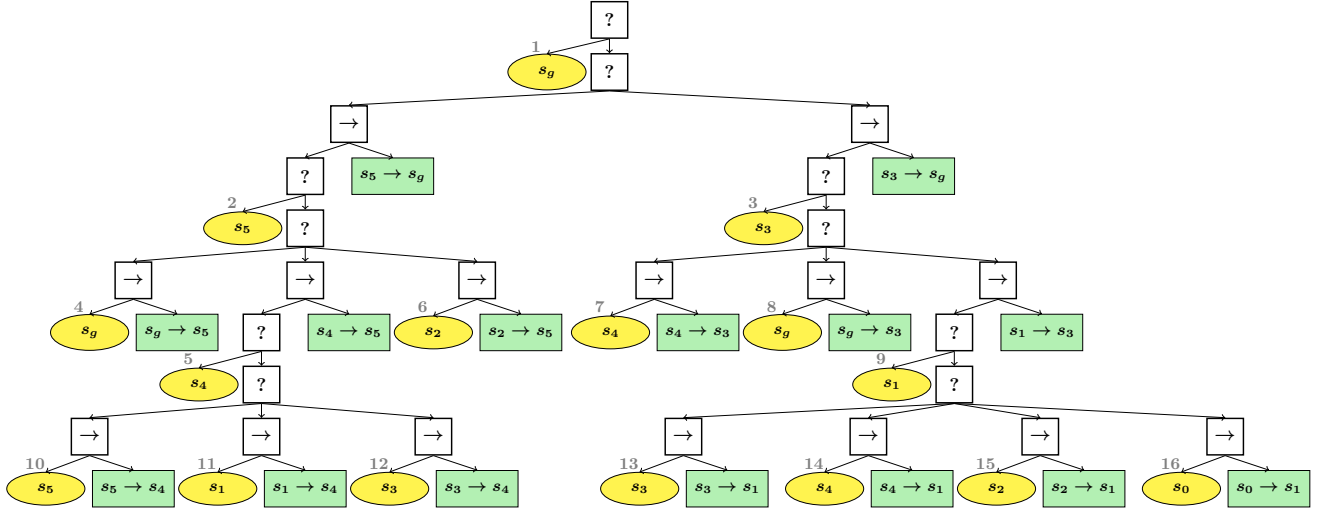 ?
1
s_g ?
→ →
? s_5 → s_g ? s_3 → s_g
2 3
s_5 ? s_3 ?
→ → → → → →
4 6 7 8
s_g s_g → s_5 ? s_4 → s_5 s_2 s_2 → s_5 s_4 s_4 → s_3 s_g s_g → s_3 ? s_1 → s_3
5 9
s_4 ? s_1 ?
→ → → → → → →
10 11 12 13 14 15 16
s_5 s_5 → s_4 s_1 s_1 → s_4 s_3 s_3 → s_4 s_3 s_3 → s_1 s_4 s_4 → s_1 s_2 s_2 → s_1 s_0 s_0 → s_1